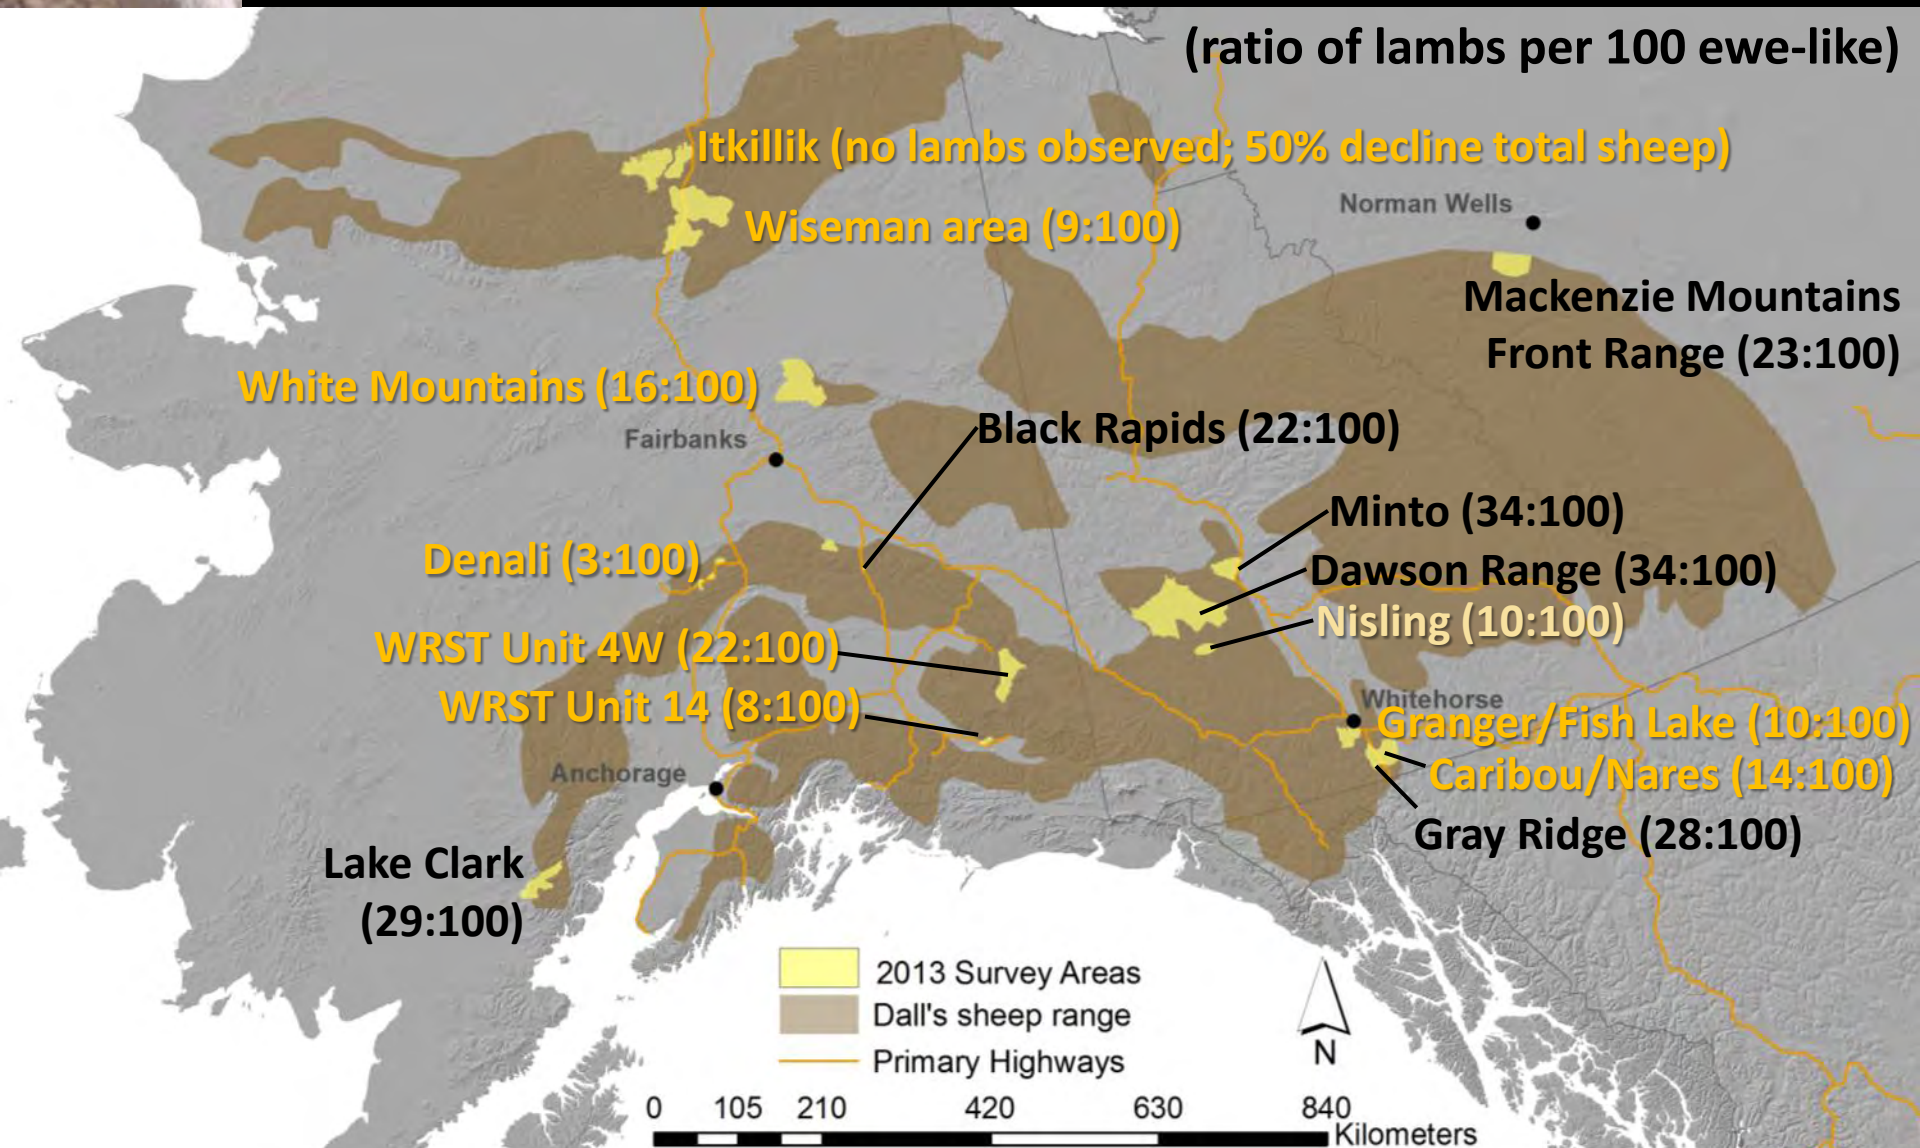 (ratio of lambs per 100 ewe-like)
Itkillik (no lambs observed; 50% decline total sheep)
Norman Wells
Wiseman area (9:100)
Mackenzie Mountains
Front Range (23:100)
White Mountains (16:100)
Black Rapids (22:100)
Fairbanks
Minto (34:100)
Denali (3:100)
Dawson Range (34:100)
Nisling (10:100)
WRST Unit 4W (22:100)
WRST Unit 14 (8:100)
Whitehorse
Granger/Fish Lake (10:100)
Anchorage
Caribou/Nares (14:100)
Gray Ridge (28:100)
Lake Clark
(29:100)
2013 Survey Areas
Dall's sheep range
Primary Highways
N
0 105 210 420 630 840
Kilometers